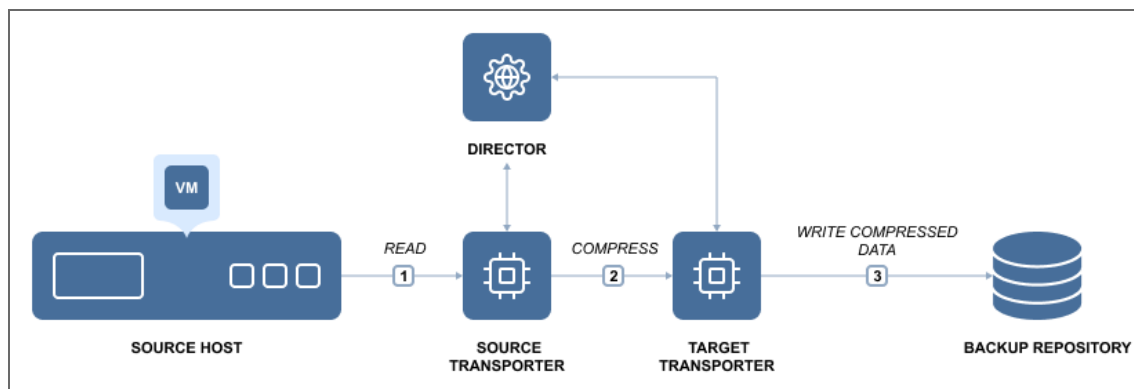 DIRECTOR
VM
READ
1
COMPRESS
2
WRITE COMPRESSED
DATA
3
SOURCE HOST
SOURCE
TRANSPORTER
TARGET
TRANSPORTER
BACKUP REPOSITORY